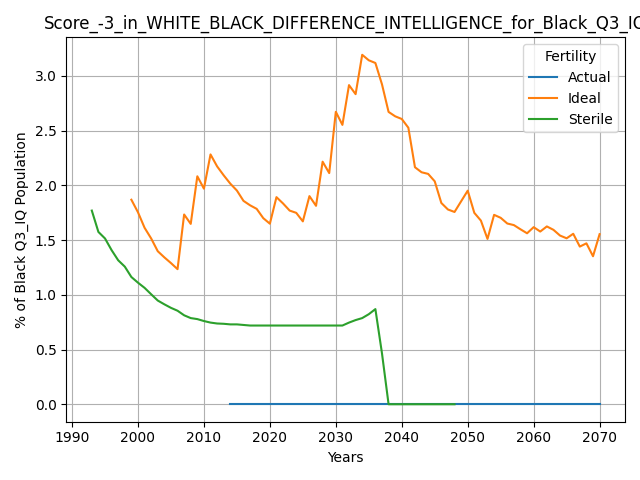 Score_-3_in_WHITE_BLACK_DIFFERENCE_INTELLIGENCE_for_Black_Q3_IQ
Fertility
Actual
Ideal
Sterile
% of Black Q3_IQ Population
3.0
2.5
2.0
1.5
1.0
0.5
0.0
1990 2000 2010 2020 2030 2040 2050 2060 2070
Years